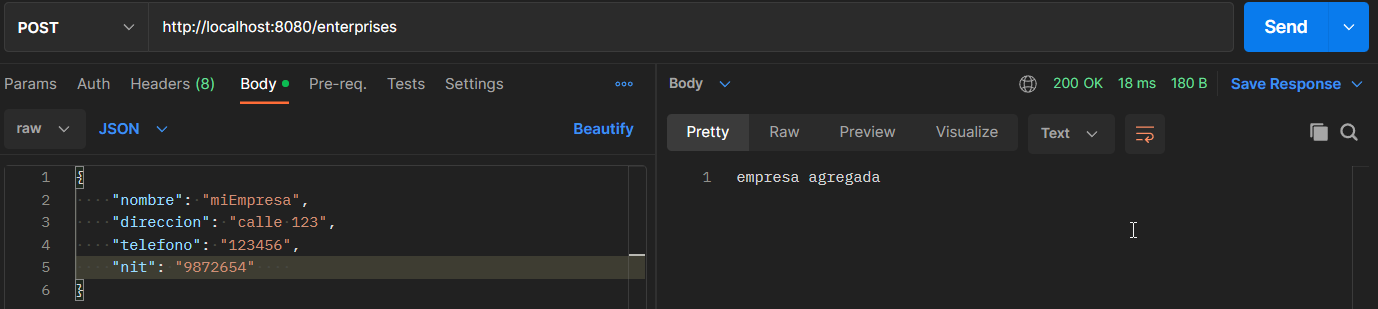 POST http://localhost:8080/enterprises Send
Params Auth Headers (8) Body Pre-req. Tests Settings
Body 200 OK 18 ms 180 B Save Response
raw JSON Beautify
Pretty Raw Preview Visualize Text
1 {
2 "nombre": "miEmpresa",
3 "direccion": "calle 123",
4 "telefono": "123456",
5 "nit": "9872654"
6 }
1 empresa agregada